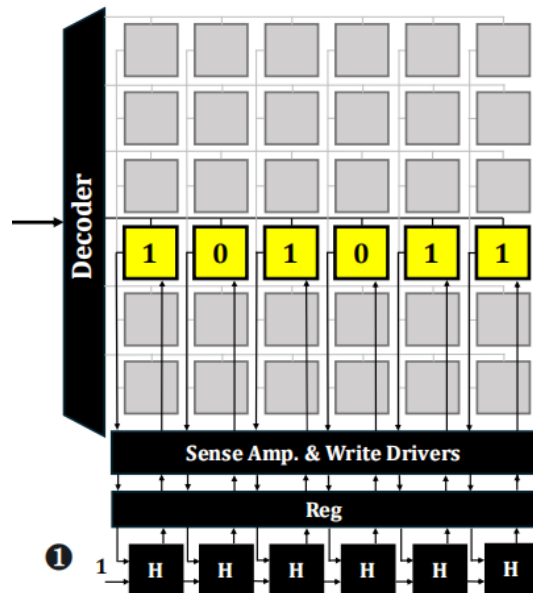 Decoder
1 0 1 0 1 1
Sense Amp. & Write Drivers
Reg
❶ 1 H H H H H H